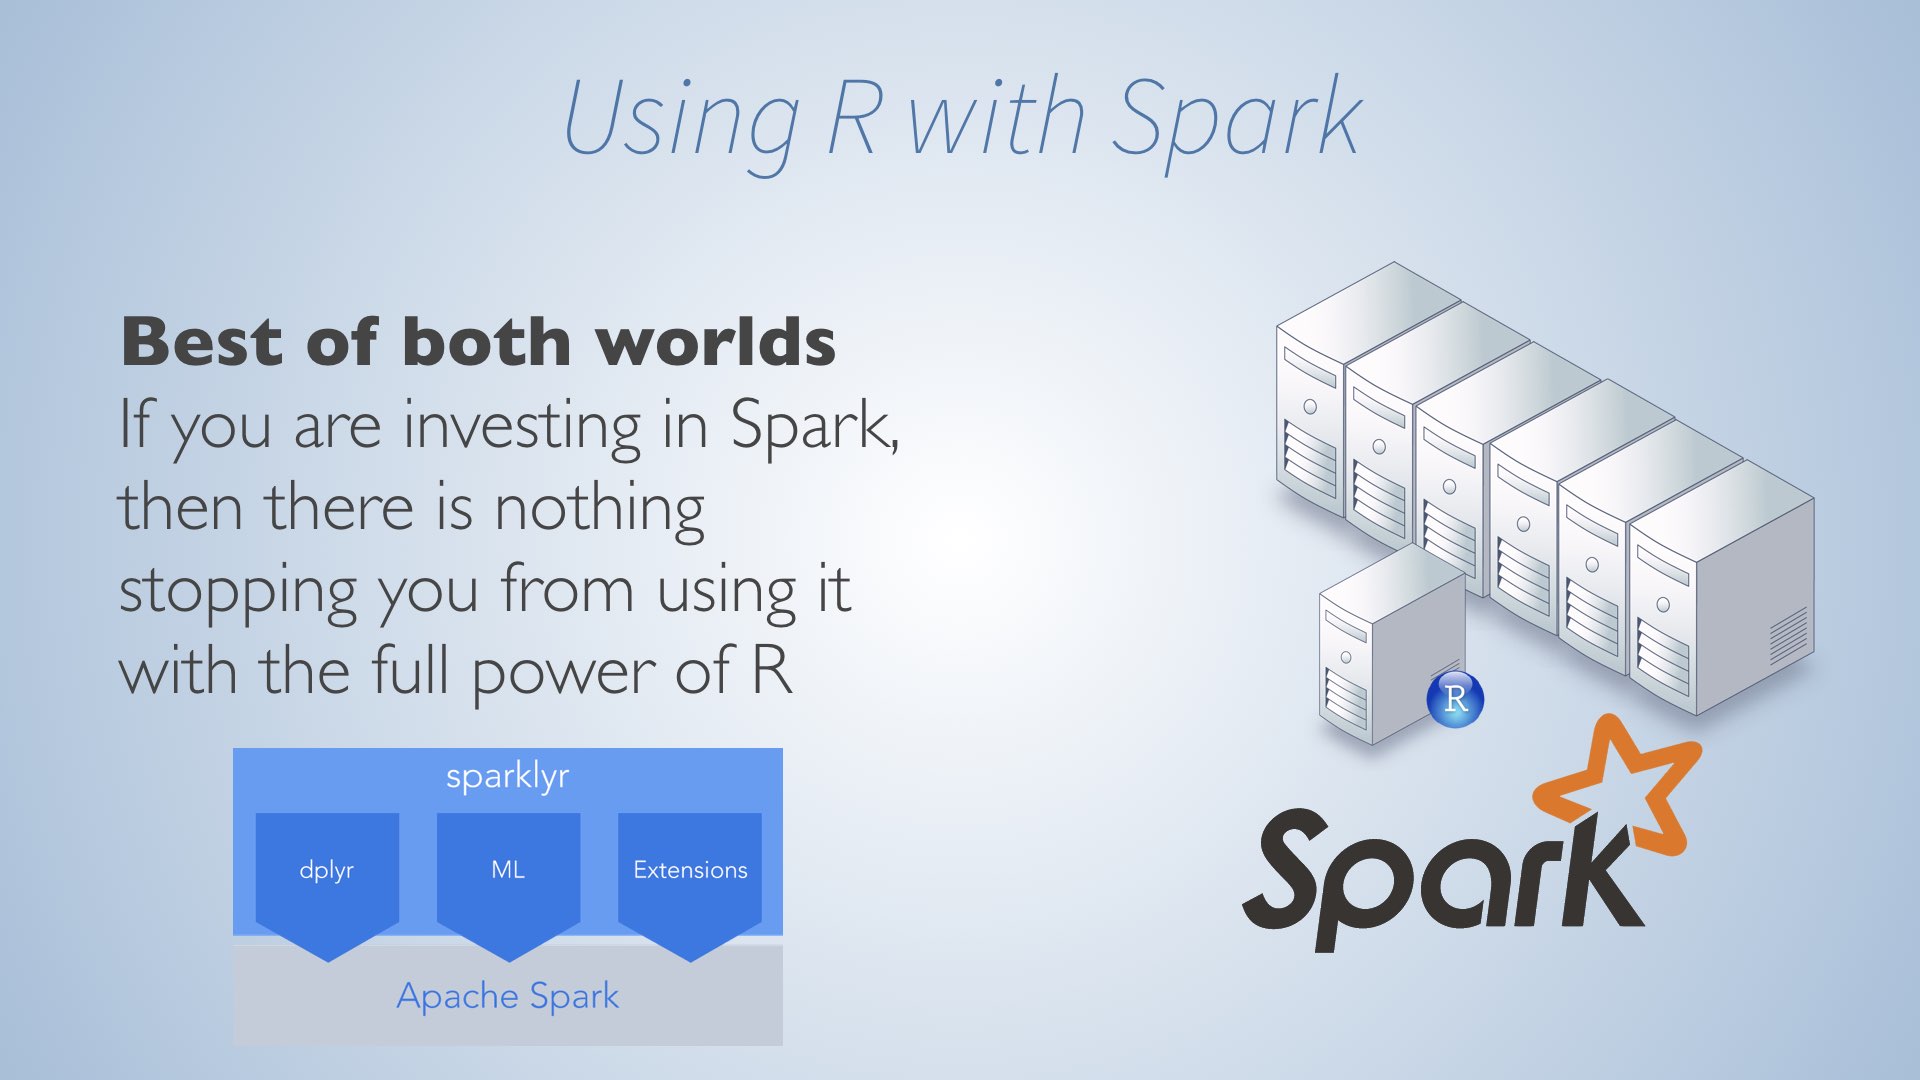 Using R with Spark
Best of both worlds
If you are investing in Spark,
then there is nothing
stopping you from using it
with the full power of R
sparklyr
dplyr
ML
Extensions
Apache Spark
R
Spark